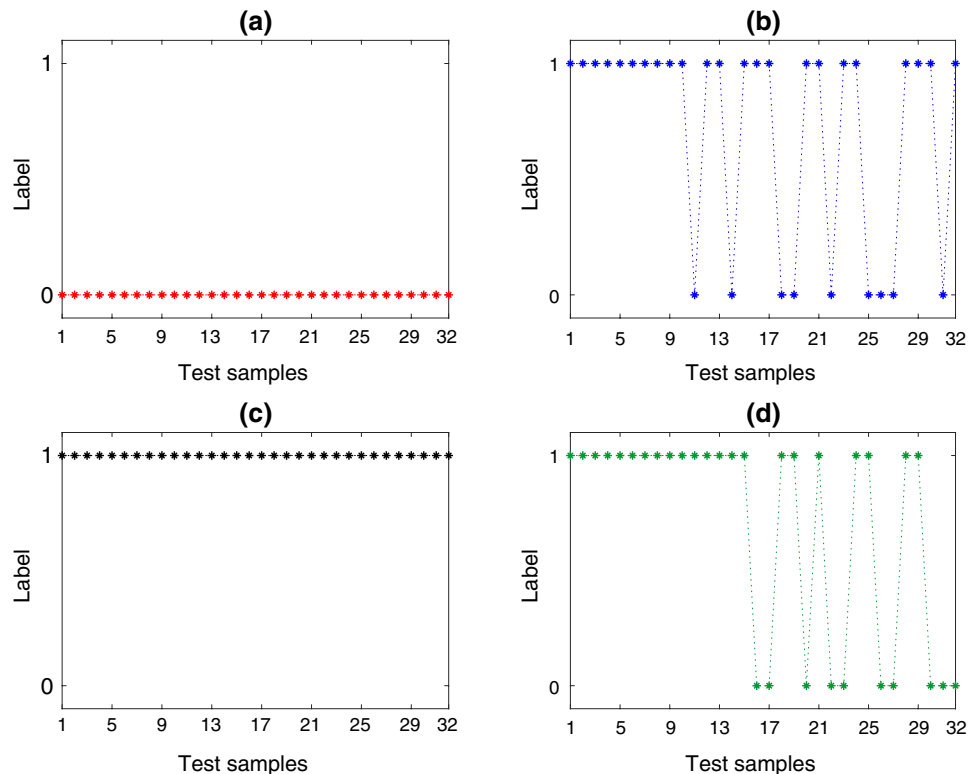 (a)
1
Label
0
1 5 9 13 17 21 25 29 32
Test samples
(b)
1
Label
0
1 5 9 13 17 21 25 29 32
Test samples
(c)
1
Label
0
1 5 9 13 17 21 25 29 32
Test samples
(d)
1
Label
0
1 5 9 13 17 21 25 29 32
Test samples